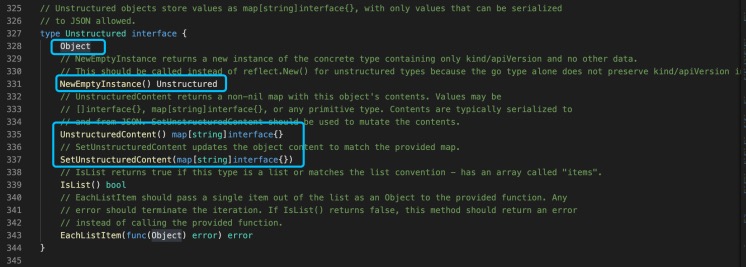 325 // Unstructured objects store values as map[string]interface{}, with only values that can be serialized
326 // to JSON allowed.
327 type Unstructured interface {
328 Object
329 // NewEmptyInstance returns a new instance of the concrete type containing only kind/apiVersion and no other data.
330 // This should be called instead of reflect.New() for unstructured types because the go type alone does not preserve kind/apiVersion i
331 NewEmptyInstance() Unstructured
332 // UnstructuredContent returns a non-nil map with this object's contents. Values may be
333 // []interface{}, map[string]interface{}, or any primitive type. Contents are typically serialized to
334 // and from JSON. SetUnstructuredContent should be used to mutate the contents.
335 UnstructuredContent() map[string]interface{}
336 // SetUnstructuredContent updates the object content to match the provided map.
337 SetUnstructuredContent(map[string]interface{})
338 // IsList returns true if this type is a list or matches the list convention - has an array called "items".
339 IsList() bool
340 // EachListItem should pass a single item out of the list as an Object to the provided function. Any
341 // error should terminate the iteration. If IsList() returns false, this method should return an error
342 // instead of calling the provided function.
343 EachListItem(func(Object) error) error
344 }
345